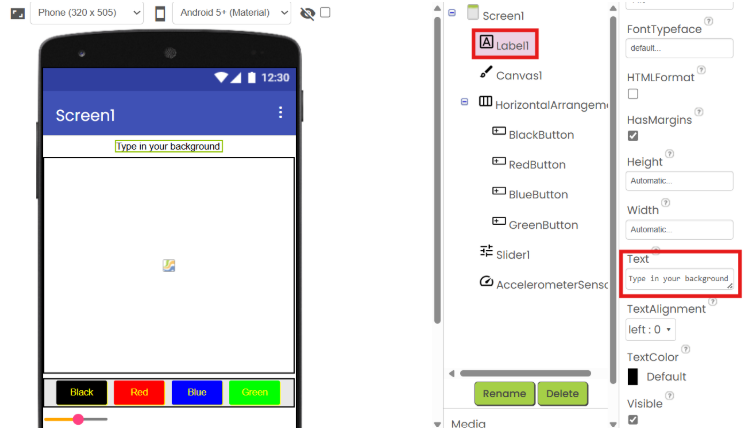 Phone (320 x 505)
Android 5+ (Material)
12:30
Screen1
Type in your background
Black
Red
Blue
Green
Screen1
Label1
Canvas1
HorizontalArrangeme
BlackButton
RedButton
BlueButton
GreenButton
Slider1
AccelerometerSenso
Rename
Delete
Media
FontTypeface
default...
HTMLFormat
HasMargins
Height
Automatic...
Width
Automatic...
Text
Type in your background
TextAlignment
left : 0
TextColor
Default
Visible